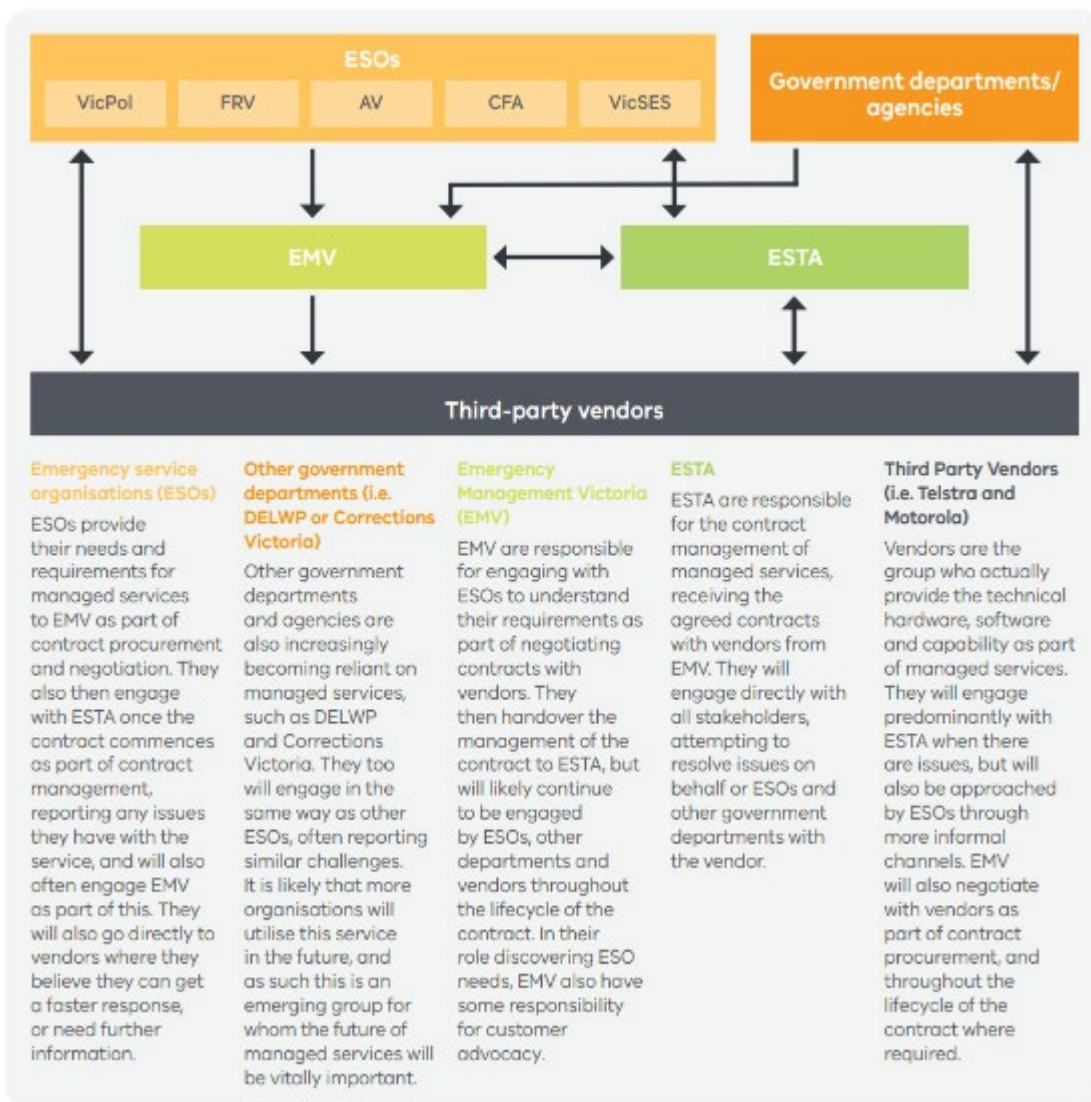 ESOs
VicPol
FRV
AV
CFA
VicSES
Government departments/
agencies
EMV
ESTA
Third-party vendors
Emergency service
organisations (ESOs)
ESOs provide
their needs and
requirements for
managed services
to EMV as part of
contract procurement
and negotiation. They
also then engage
with ESTA once the
contract commences
as part of contract
management,
reporting any issues
they have with the
service, and will also
often engage EMV
as part of this. They
will also go directly to
vendors where they
believe they can get
a faster response,
or need further
information.
Other government
departments (i.e.
DELWP or Corrections
Victoria)
Other government
departments
and agencies are
also increasingly
becoming reliant on
managed services,
such as DELWP
and Corrections
Victoria. They too
will engage in the
same way as other
ESOs, often reporting
similar challenges.
It is likely that more
organisations will
utilise this service
in the future, and
as such this is an
emerging group for
whom the future of
managed services will
be vitally important.
Emergency
Management Victoria
(EMV)
EMV are responsible
for engaging with
ESOs to understand
their requirements as
part of negotiating
contracts with
vendors. They
then handover the
management of the
contract to ESTA, but
will likely continue
to be engaged
by ESOs, other
departments and
vendors throughout
the lifecycle of the
contract. In their
role discovering ESO
needs, EMV also have
some responsibility
for customer
advocacy.
ESTA
ESTA are responsible
for the contract
management of
managed services,
receiving the
agreed contracts
with vendors from
EMV. They will
engage directly with
all stakeholders,
attempting to
resolve issues on
behalf or ESOs and
other government
departments with
the vendor.
Third Party Vendors
(i.e. Telstra and
Motorola)
Vendors are the
group who actually
provide the technical
hardware, software
and capability as part
of managed services.
They will engage
predominantly with
ESTA when there
are issues, but will
also be approached
by ESOs through
more informal
channels. EMV
will also negotiate
with vendors as
part of contract
procurement, and
throughout the
lifecycle of the
contract where
required.